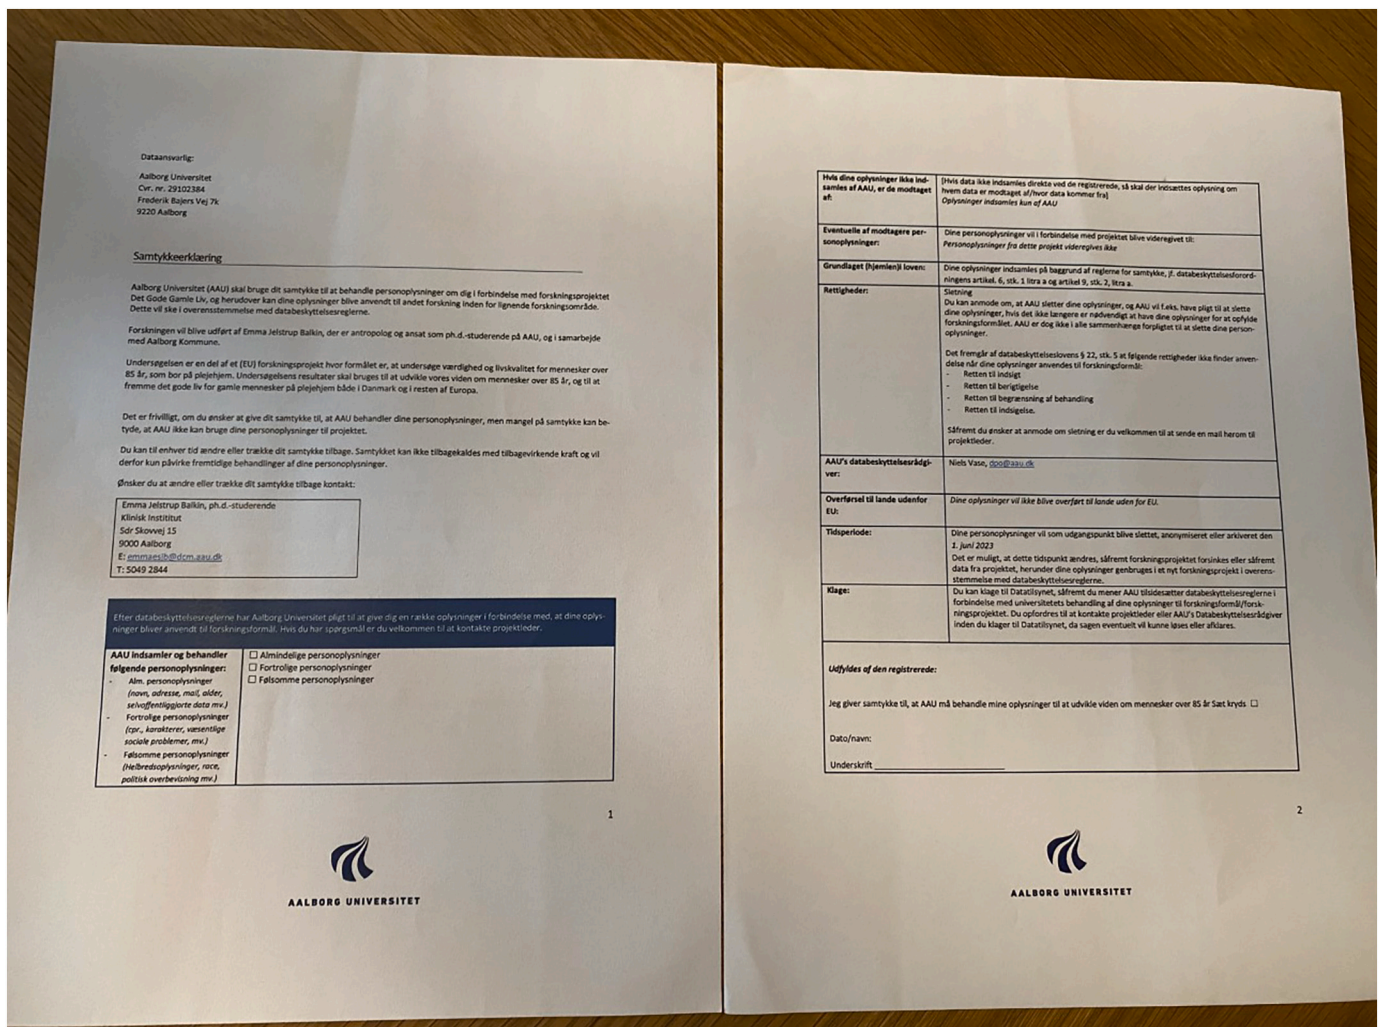 Dataansvarlig:
Aalborg Universitet
Cvr. nr. 29102384
Frederik Bajers Vej 7k
9220 Aalborg
Samtykkeerklæring
Aalborg Universitet (AAU) skal bruge dit samtykke til at behandle personoplysninger om dig i forbindelse med forskningsprojektet
Det Gode Gamle Liv, og herudover kan dine oplysninger blive anvendt til andet forskning inden for lignende forskningsområde.
Dette vil ske i overensstemmelse med databeskyttelsesreglerne.
Forskningen vil blive udført af Emma Jelstrup Balkin, der er antropolog og ansat som ph.d.-studerende på AAU, og i samarbejde
med Aalborg Kommune.
Undersøgelsen er en del af et (EU) forskningsprojekt hvor formålet er, at undersøge værdighed og livskvalitet for mennesker over
85 år, som bor på plejehjem. Undersøgelsens resultater skal bruges til at udvikle vores viden om mennesker over 85 år, og til at
fremme det gode liv for gamle mennesker på plejehjem både i Danmark og i resten af Europa.
Det er frivilligt, om du ønsker at give dit samtykke til, at AAU behandler dine personoplysninger, men mangel på samtykke kan be-
tyde, at AAU ikke kan bruge dine personoplysninger til projektet.
Du kan til enhver tid ændre eller trække dit samtykke tilbage. Samtykket kan ikke tilbagekaldes med tilbagevirkende kraft og vil
derfor kun påvirke fremtidige behandlinger af dine personoplysninger.
Ønsker du at ændre eller trække dit samtykke tilbage kontakt:
Emma Jelstrup Balkin, ph.d.-studerende
Klinisk Instititut
Sdr Skovvej 15
9000 Aalborg
E: emmaesjb@dcm.aau.dk
T: 5049 2844
Efter databeskyttelsesreglerne har Aalborg Universitet pligt til at give dig en række oplysninger i forbindelse med, at dine oplys-
ninger bliver anvendt til forskningsformål. Hvis du har spørgsmål er du velkommen til at kontakte projektleder.
AAU indsamler og behandler
følgende personoplysninger:
- Alm. personoplysninger
(navn, adresse, mail, alder,
selvoffentliggjorte data mv.)
- Fortrolige personoplysninger
(cpr., karakterer, væsentlige
sociale problemer, mv.)
- Følsomme personoplysninger
(Helbredsoplysninger, race,
politisk overbevisning mv.)
☐ Almindelige personoplysninger
☐ Fortrolige personoplysninger
☐ Følsomme personoplysninger
1
AALBORG UNIVERSITET
Hvis dine oplysninger ikke ind-
samles af AAU, er de modtaget
af:
[Hvis data ikke indsamles direkte ved de registrerede, så skal der indsættes oplysning om
hvem data er modtaget af/hvor data kommer fra]
Oplysninger indsamles kun af AAU
Eventuelle af modtagere per-
sonoplysninger:
Dine personoplysninger vil i forbindelse med projektet blive videregivet til:
Personoplysninger fra dette projekt videregives ikke
Grundlaget (hjemlen)i loven:
Dine oplysninger indsamles på baggrund af reglerne for samtykke, jf. databeskyttelsesforord-
ningens artikel. 6, stk. 1 litra a og artikel 9, stk. 2, litra a.
Rettigheder:
Sletning
Du kan anmode om, at AAU sletter dine oplysninger, og AAU vil f.eks. have pligt til at slette
dine oplysninger, hvis det ikke længere er nødvendigt at have dine oplysninger for at opfylde
forskningsformålet. AAU er dog ikke i alle sammenhænge forpligtet til at slette dine person-
oplysninger.
Det fremgår af databeskyttelseslovens § 22, stk. 5 at følgende rettigheder ikke finder anven-
delse når dine oplysninger anvendes til forskningsformål:
- Retten til indsigt
- Retten til berigtigelse
- Retten til begrænsning af behandling
- Retten til indsigelse.
Såfremt du ønsker at anmode om sletning er du velkommen til at sende en mail herom til
projektleder.
AAU's databeskyttelsesrådgi-
ver:
Niels Vase, dpo@aau.dk
Overførsel til lande udenfor
EU:
Dine oplysninger vil ikke blive overført til lande uden for EU.
Tidsperiode:
Dine personoplysninger vil som udgangspunkt blive slettet, anonymiseret eller arkiveret den
1. juni 2023
Det er muligt, at dette tidspunkt ændres, såfremt forskningsprojektet forsinkes eller såfremt
data fra projektet, herunder dine oplysninger genbruges i et nyt forskningsprojekt i overens-
stemmelse med databeskyttelsesreglerne.
Klage:
Du kan klage til Datatilsynet, såfremt du mener AAU tilsidesætter databeskyttelsesreglerne i
forbindelse med universitetets behandling af dine oplysninger til forskningsformål/forsk-
ningsprojektet. Du opfordres til at kontakte projektleder eller AAU's Databeskyttelsesrådgiver
inden du klager til Datatilsynet, da sagen eventuelt vil kunne løses eller afklares.
Udfyldes af den registrerede:
Jeg giver samtykke til, at AAU må behandle mine oplysninger til at udvikle viden om mennesker over 85 år Sæt kryds ☐
Dato/navn:
Underskrift
2
AALBORG UNIVERSITET